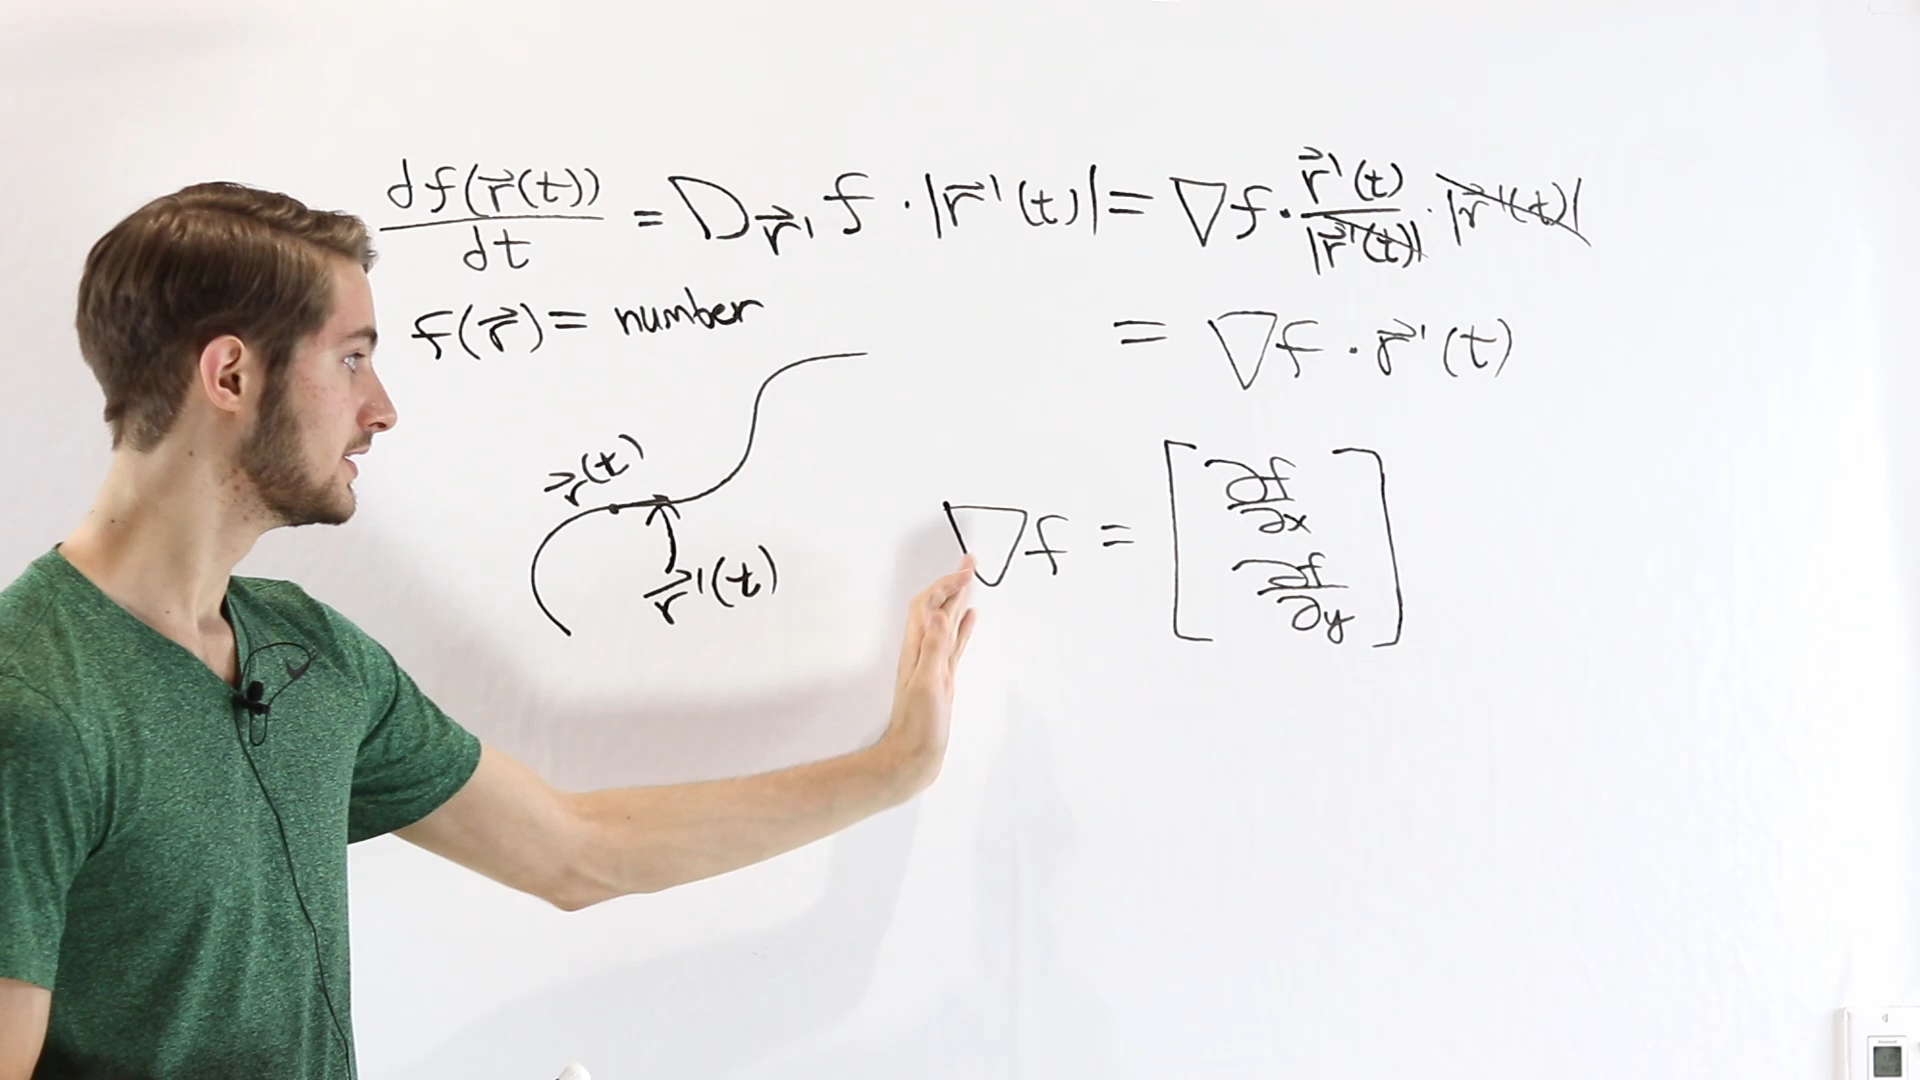 df(r⃗(t))/dt = D_r⃗' f · |r⃗'(t)| = ∇f · r⃗'(t)/|r⃗'(t)| · |r⃗'(t)|
f(r⃗) = number
= ∇f · r⃗'(t)
r⃗(t)
r⃗'(t)
∇f = [∂f/∂x ∂f/∂y]